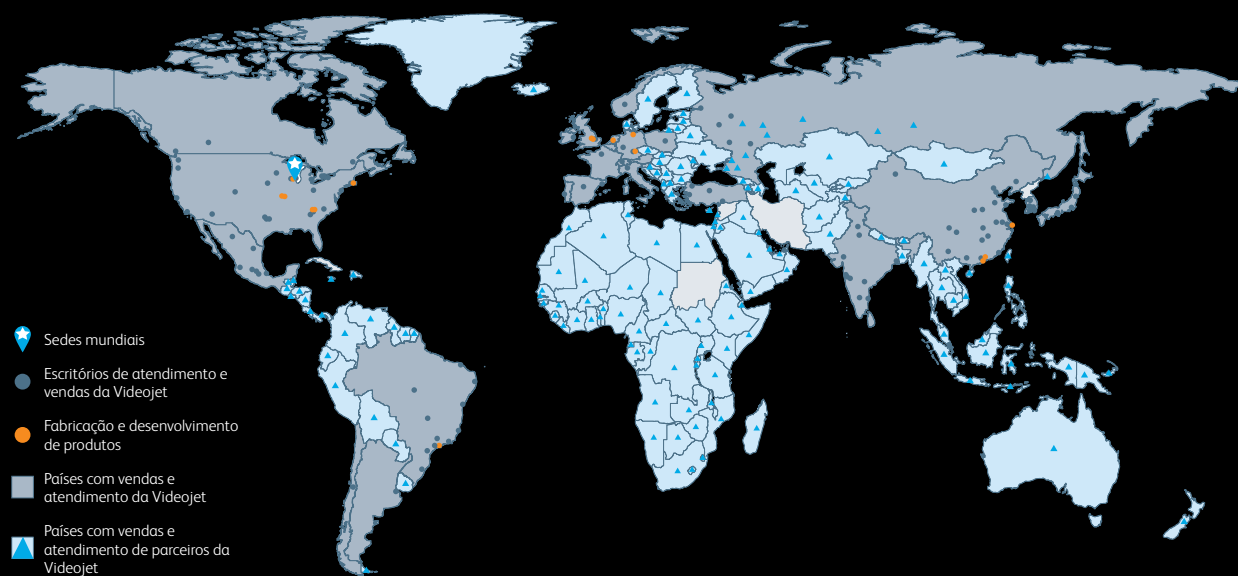 Sedes mundiais
Escritórios de atendimento e
vendas da Videojet
Fabricação e desenvolvimento
de produtos
Países com vendas e
atendimento da Videojet
Países com vendas e
atendimento de parceiros da
Videojet